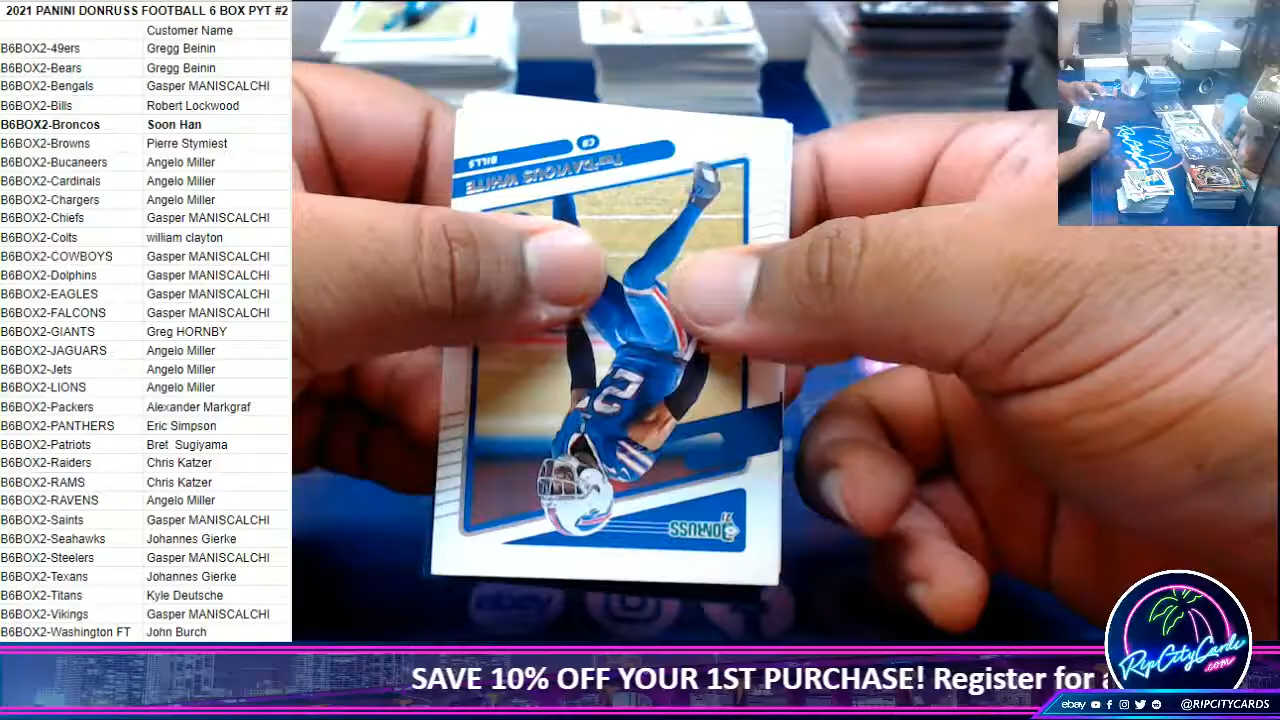 2021 PANINI DONRUSS FOOTBALL 6 BOX PYT #2
Customer Name
B6BOX2-49ers Gregg Beinin
B6BOX2-Bears Gregg Beinin
B6BOX2-Bengals Gasper MANISCALCHI
B6BOX2-Bills Robert Lockwood
B6BOX2-Broncos Soon Han
B6BOX2-Browns Pierre Stymiest
B6BOX2-Bucaneers Angelo Miller
B6BOX2-Cardinals Angelo Miller
B6BOX2-Chargers Angelo Miller
B6BOX2-Chiefs Gasper MANISCALCHI
B6BOX2-Colts william clayton
B6BOX2-COWBOYS Gasper MANISCALCHI
B6BOX2-Dolphins Gasper MANISCALCHI
B6BOX2-EAGLES Gasper MANISCALCHI
B6BOX2-FALCONS Gasper MANISCALCHI
B6BOX2-GIANTS Greg HORNBY
B6BOX2-JAGUARS Angelo Miller
B6BOX2-Jets Angelo Miller
B6BOX2-LIONS Angelo Miller
B6BOX2-Packers Alexander Markgraf
B6BOX2-PANTHERS Eric Simpson
B6BOX2-Patriots Bret Sugiyama
B6BOX2-Raiders Chris Katzer
B6BOX2-RAMS Chris Katzer
B6BOX2-RAVENS Angelo Miller
B6BOX2-Saints Gasper MANISCALCHI
B6BOX2-Seahawks Johannes Gierke
B6BOX2-Steelers Gasper MANISCALCHI
B6BOX2-Texans Johannes Gierke
B6BOX2-Titans Kyle Deutsche
B6BOX2-Vikings Gasper MANISCALCHI
B6BOX2-Washington FT John Burch
CB
BILLS
TRE'DAVIOUS WHITE
2
DONRUSS
ebay
RipCityCards
.com
SAVE 10% OFF YOUR 1ST PURCHASE! Register for a
ebay @RIPCITYCARDS